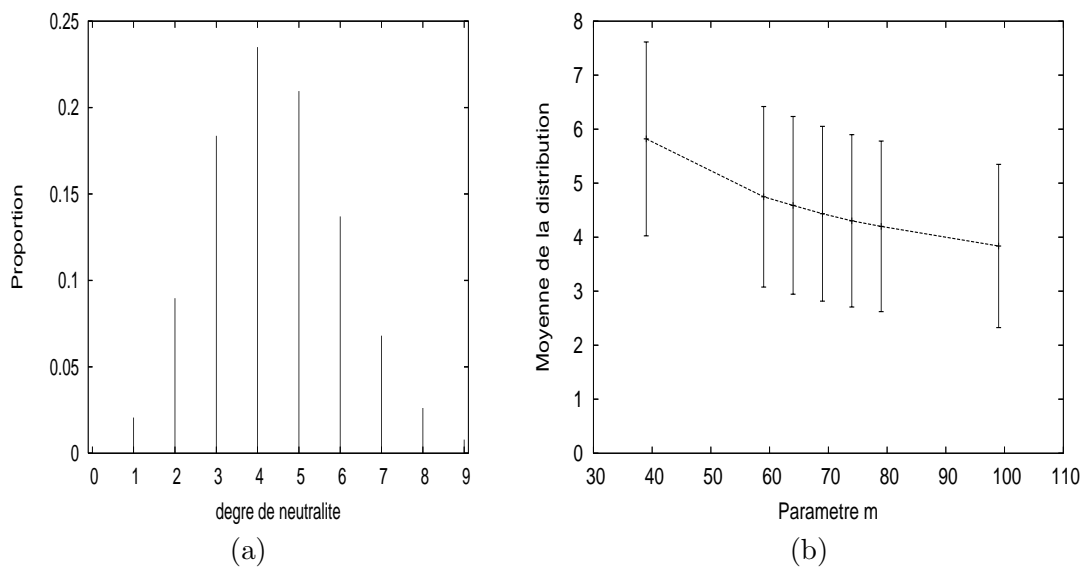 0.25
0.2
0.15
0.1
0.05
0
Proportion
0 1 2 3 4 5 6 7 8 9
degre de neutralite
(a)
8
7
6
5
4
3
2
1
0
Moyenne de la distribution
30 40 50 60 70 80 90 100 110
Parametre m
(b)